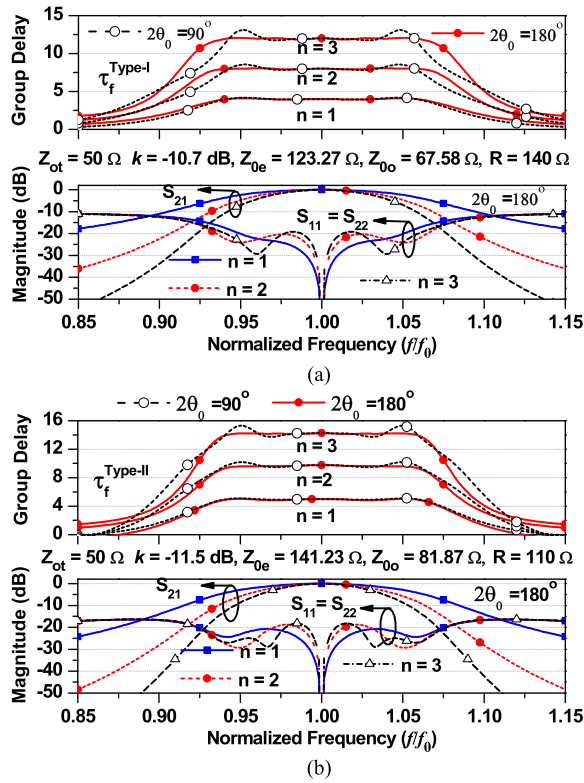 15
10
5
0
Group Delay
2θ0 =90°
2θ0 =180°
τf Type-I
n = 3
n = 2
n = 1
Z0t = 50 Ω k = -10.7 dB, Z0e = 123.27 Ω, Z0o = 67.58 Ω, R = 140 Ω
0
-10
-20
-30
-40
-50
Magnitude (dB)
S21
S11 = S22
2θ0 =180°
n = 1
n = 2
n = 3
0.85 0.90 0.95 1.00 1.05 1.10 1.15
Normalized Frequency (f/f0)
(a)
2θ0 =90°
2θ0 =180°
16
12
8
4
0
Group Delay
τf Type-II
n = 3
n =2
n = 1
Z0t = 50 Ω k = -11.5 dB, Z0e = 141.23 Ω, Z0o = 81.87 Ω, R = 110 Ω
0
-10
-20
-30
-40
-50
Magnitude (dB)
S21
S11 = S22
2θ0 =180°
n = 1
n = 2
n = 3
0.85 0.90 0.95 1.00 1.05 1.10 1.15
Normalized Frequency (f/f0)
(b)